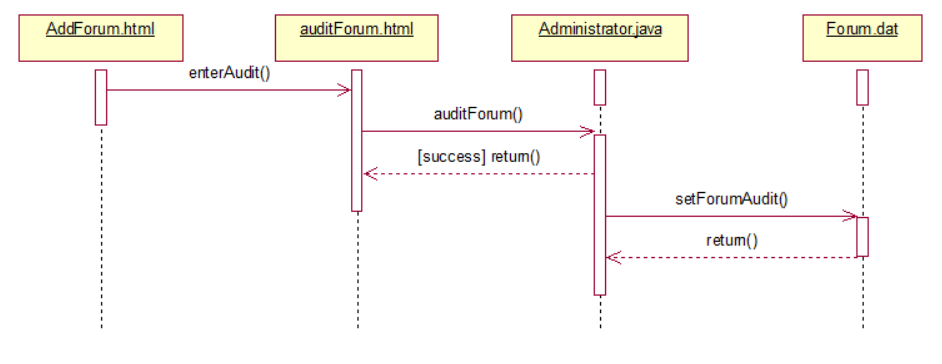 AddForum.html
auditForum.html
Administrator.java
Forum.dat
enterAudit()
auditForum()
[success] return()
setForumAudit()
return()